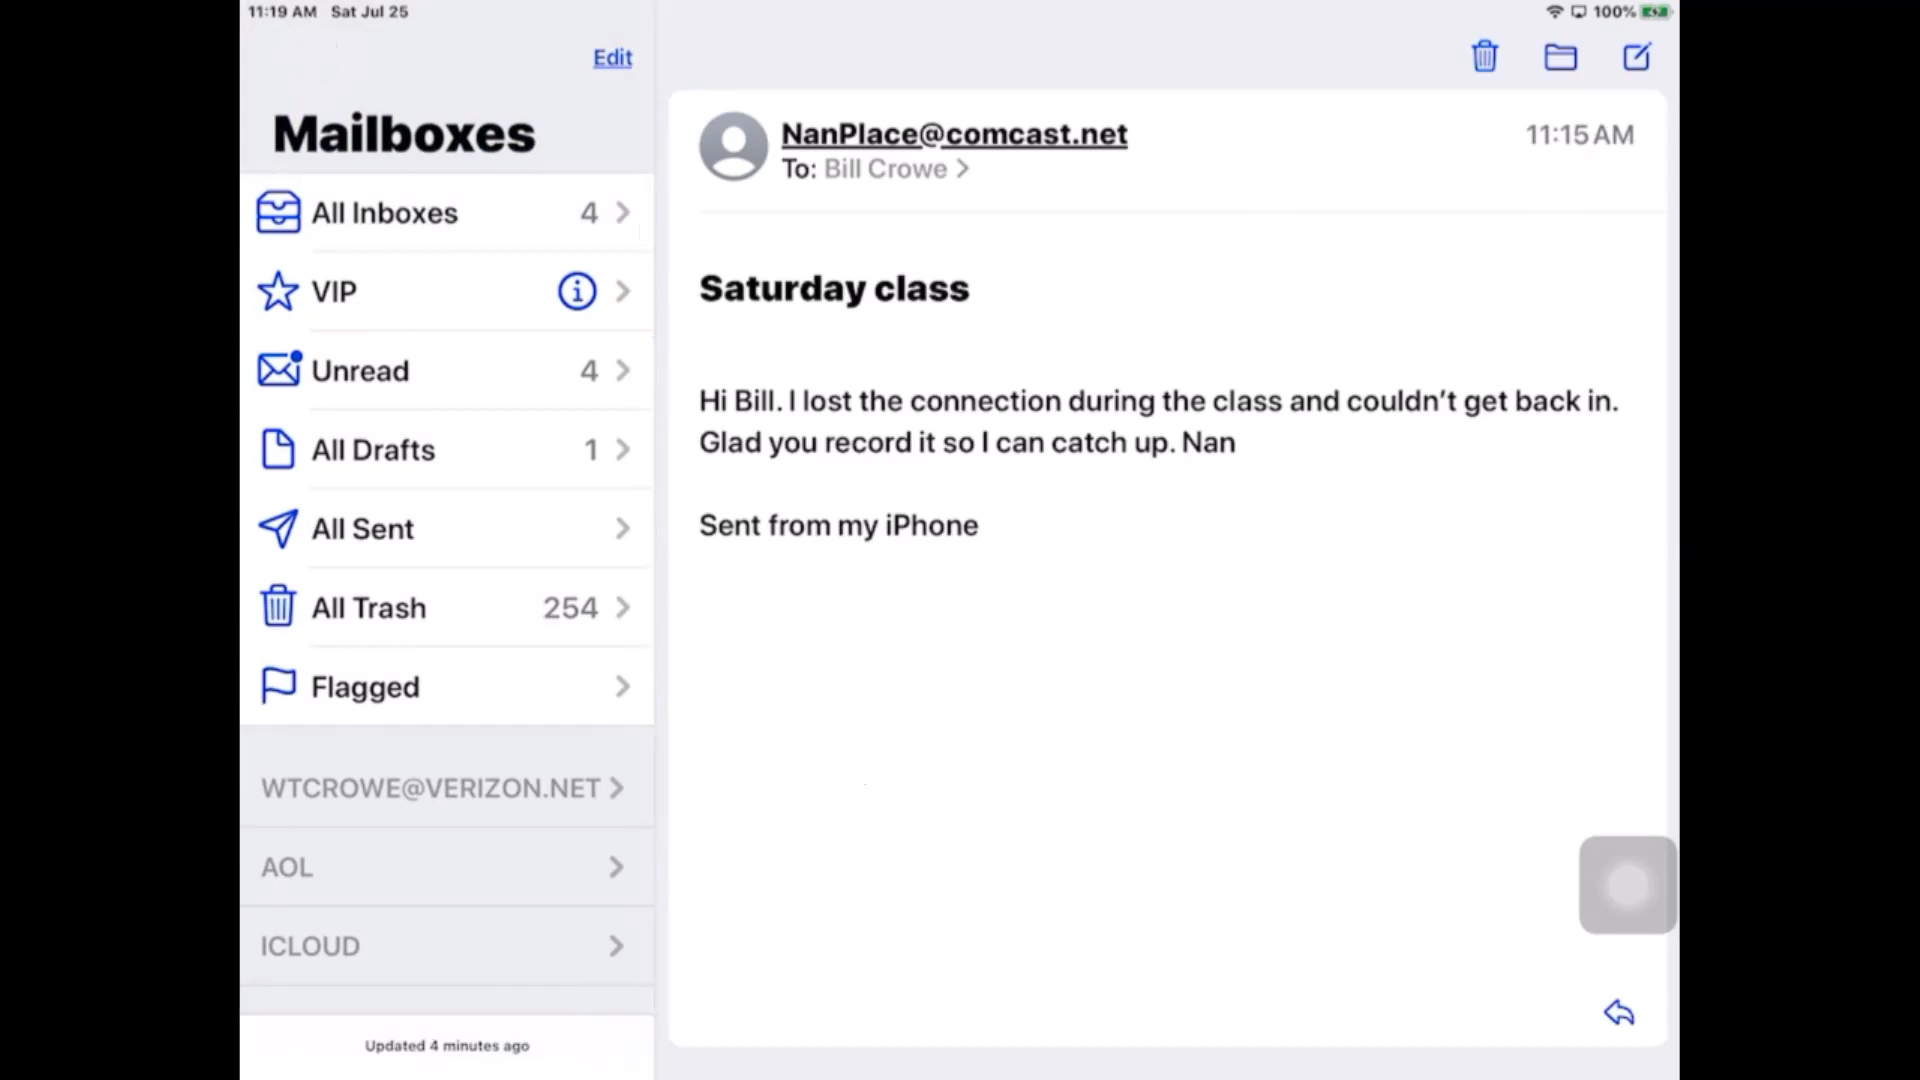 11:19 AM Sat Jul 25
100%
Edit
Mailboxes
All Inboxes 4
VIP
Unread 4
All Drafts 1
All Sent
All Trash 254
Flagged
WTCROWE@VERIZON.NET
AOL
ICLOUD
Updated 4 minutes ago
NanPlace@comcast.net 11:15 AM
To: Bill Crowe
Saturday class
Hi Bill. I lost the connection during the class and couldn’t get back in.
Glad you record it so I can catch up. Nan
Sent from my iPhone